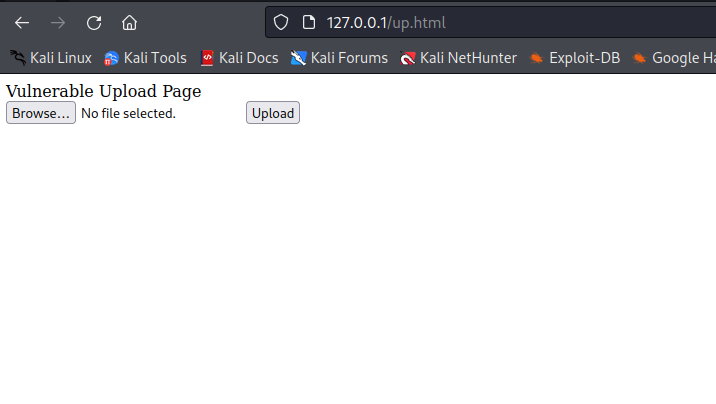 127.0.0.1/up.html
Kali Linux Kali Tools Kali Docs Kali Forums Kali NetHunter Exploit-DB Google Ha
Vulnerable Upload Page
Browse... No file selected. Upload